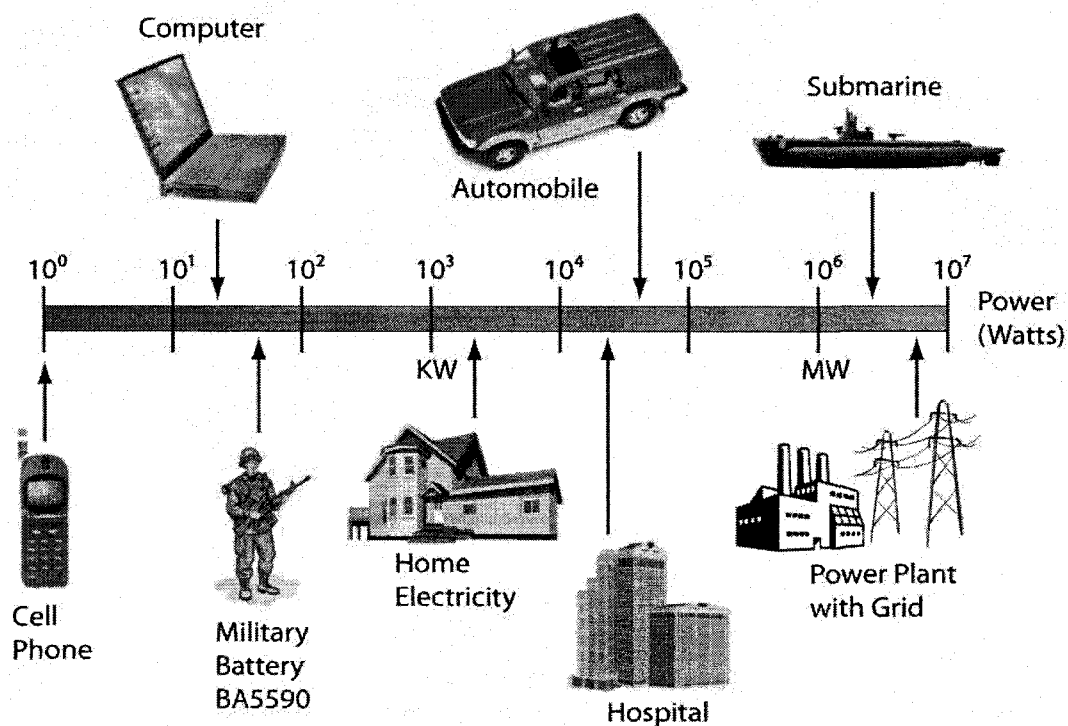 Computer
Submarine
Automobile
10⁰ 10¹ 10² 10³ 10⁴ 10⁵ 10⁶ 10⁷
Power
(Watts)
KW MW
Home
Electricity
Power Plant
with Grid
Cell
Phone
Military
Battery
BA5590
Hospital